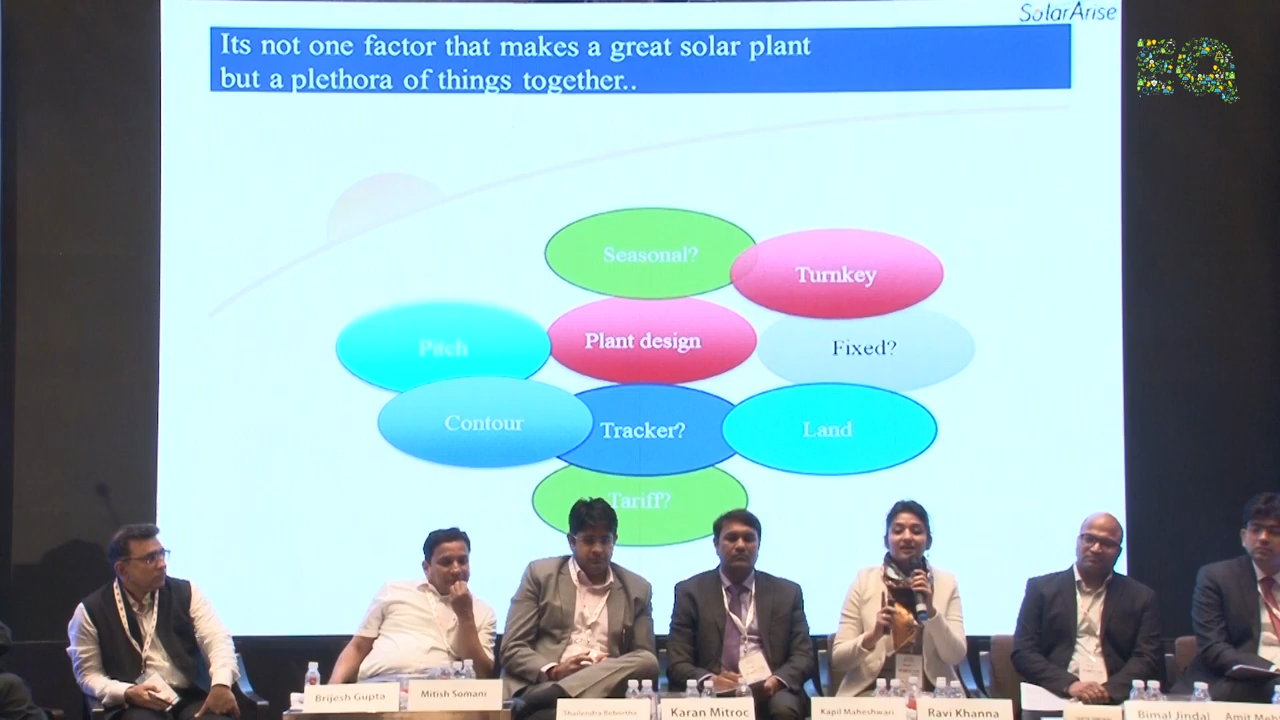 SolarArise
Its not one factor that makes a great solar plant
but a plethora of things together..
EQ
Seasonal?
Turnkey
Pitch
Plant design
Fixed?
Contour
Tracker?
Land
Tariff?
Brijesh Gupta
Mitish Somani
Karan Mitroo
Kapil Maheshwari
Ravi Khanna
Bimal Jindal
Amit